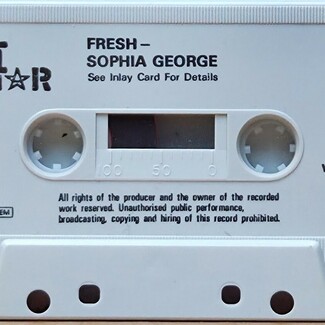 FRESH—
SOPHIA GEORGE
See Inlay Card For Details
100 50 0
All rights of the producer and the owner of the recorded
work reserved. Unauthorised public performance,
broadcasting, copying and hiring of this record prohibited.